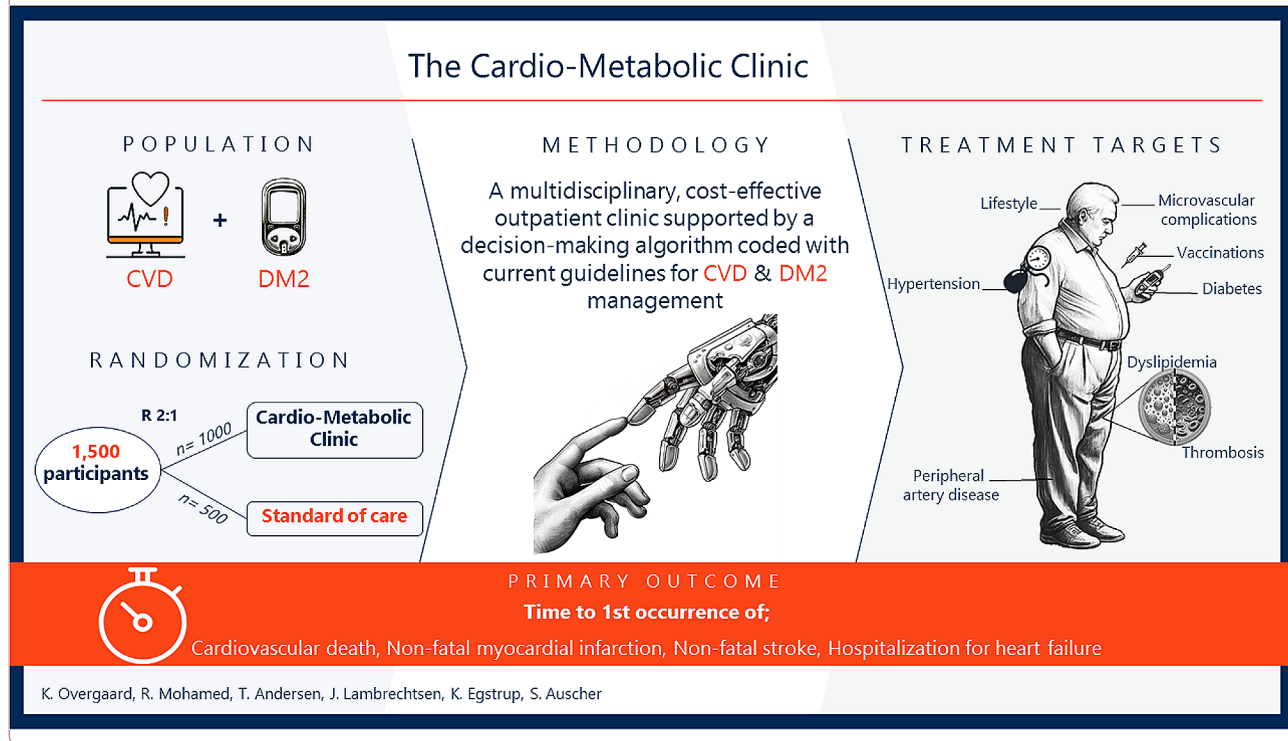 The Cardio-Metabolic Clinic
POPULATION
+
CVD
DM2
RANDOMIZATION
R 2:1
1,500
participants
n= 1000
Cardio-Metabolic
Clinic
n= 500
Standard of care
METHODOLOGY
A multidisciplinary, cost-effective
outpatient clinic supported by a
decision-making algorithm coded with
current guidelines for CVD & DM2
management
TREATMENT TARGETS
Lifestyle
Microvascular
complications
Vaccinations
Hypertension
Diabetes
Dyslipidemia
Thrombosis
Peripheral
artery disease
PRIMARY OUTCOME
Time to 1st occurrence of;
Cardiovascular death, Non-fatal myocardial infarction, Non-fatal stroke, Hospitalization for heart failure
K. Overgaard, R. Mohamed, T. Andersen, J. Lambrechtsen, K. Egstrup, S. Auscher